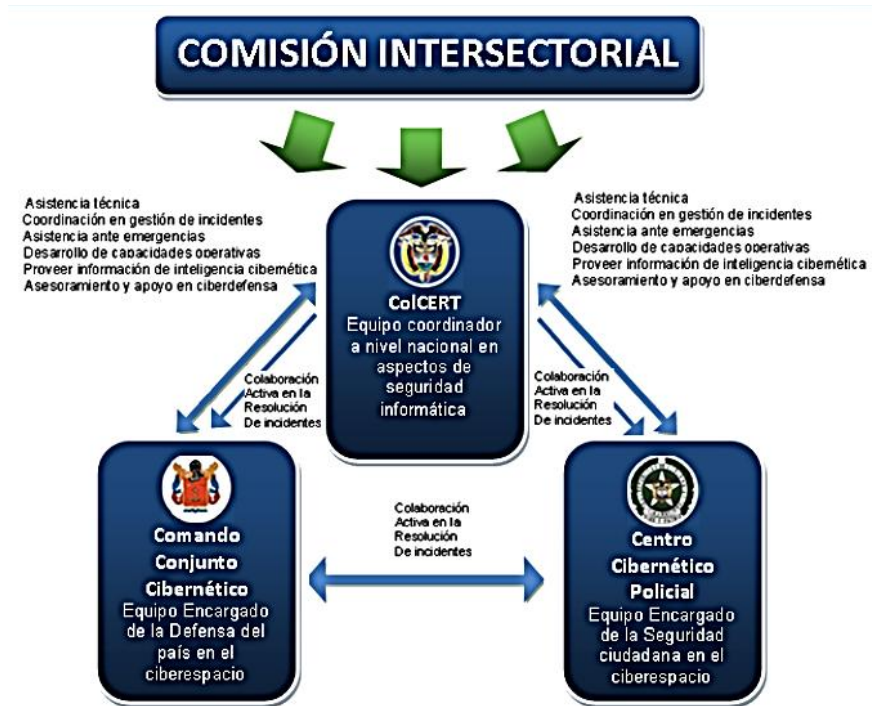 COMISIÓN INTERSECTORIAL
Asistencia técnica
Coordinación en gestión de incidentes
Asistencia ante emergencias
Desarrollo de capacidades operativas
Proveer información de inteligencia cibernética
Asesoramiento y apoyo en ciberdefensa
Asistencia técnica
Coordinación en gestión de incidentes
Asistencia ante emergencias
Desarrollo de capacidades operativas
Proveer información de inteligencia cibernética
Asesoramiento y apoyo en ciberdefensa
ColCERT
Equipo coordinador
a nivel nacional en
aspectos de
seguridad
informática
Colaboración
Activa en la
Resolución
De incidentes
Colaboración
Activa en la
Resolución
De incidentes
Comando
Conjunto
Cibernético
Equipo Encargado
de la Defensa del
país en el
ciberespacio
Colaboración
Activa en la
Resolución
De incidentes
Centro
Cibernético
Policial
Equipo Encargado
de la Seguridad
ciudadana en el
ciberespacio